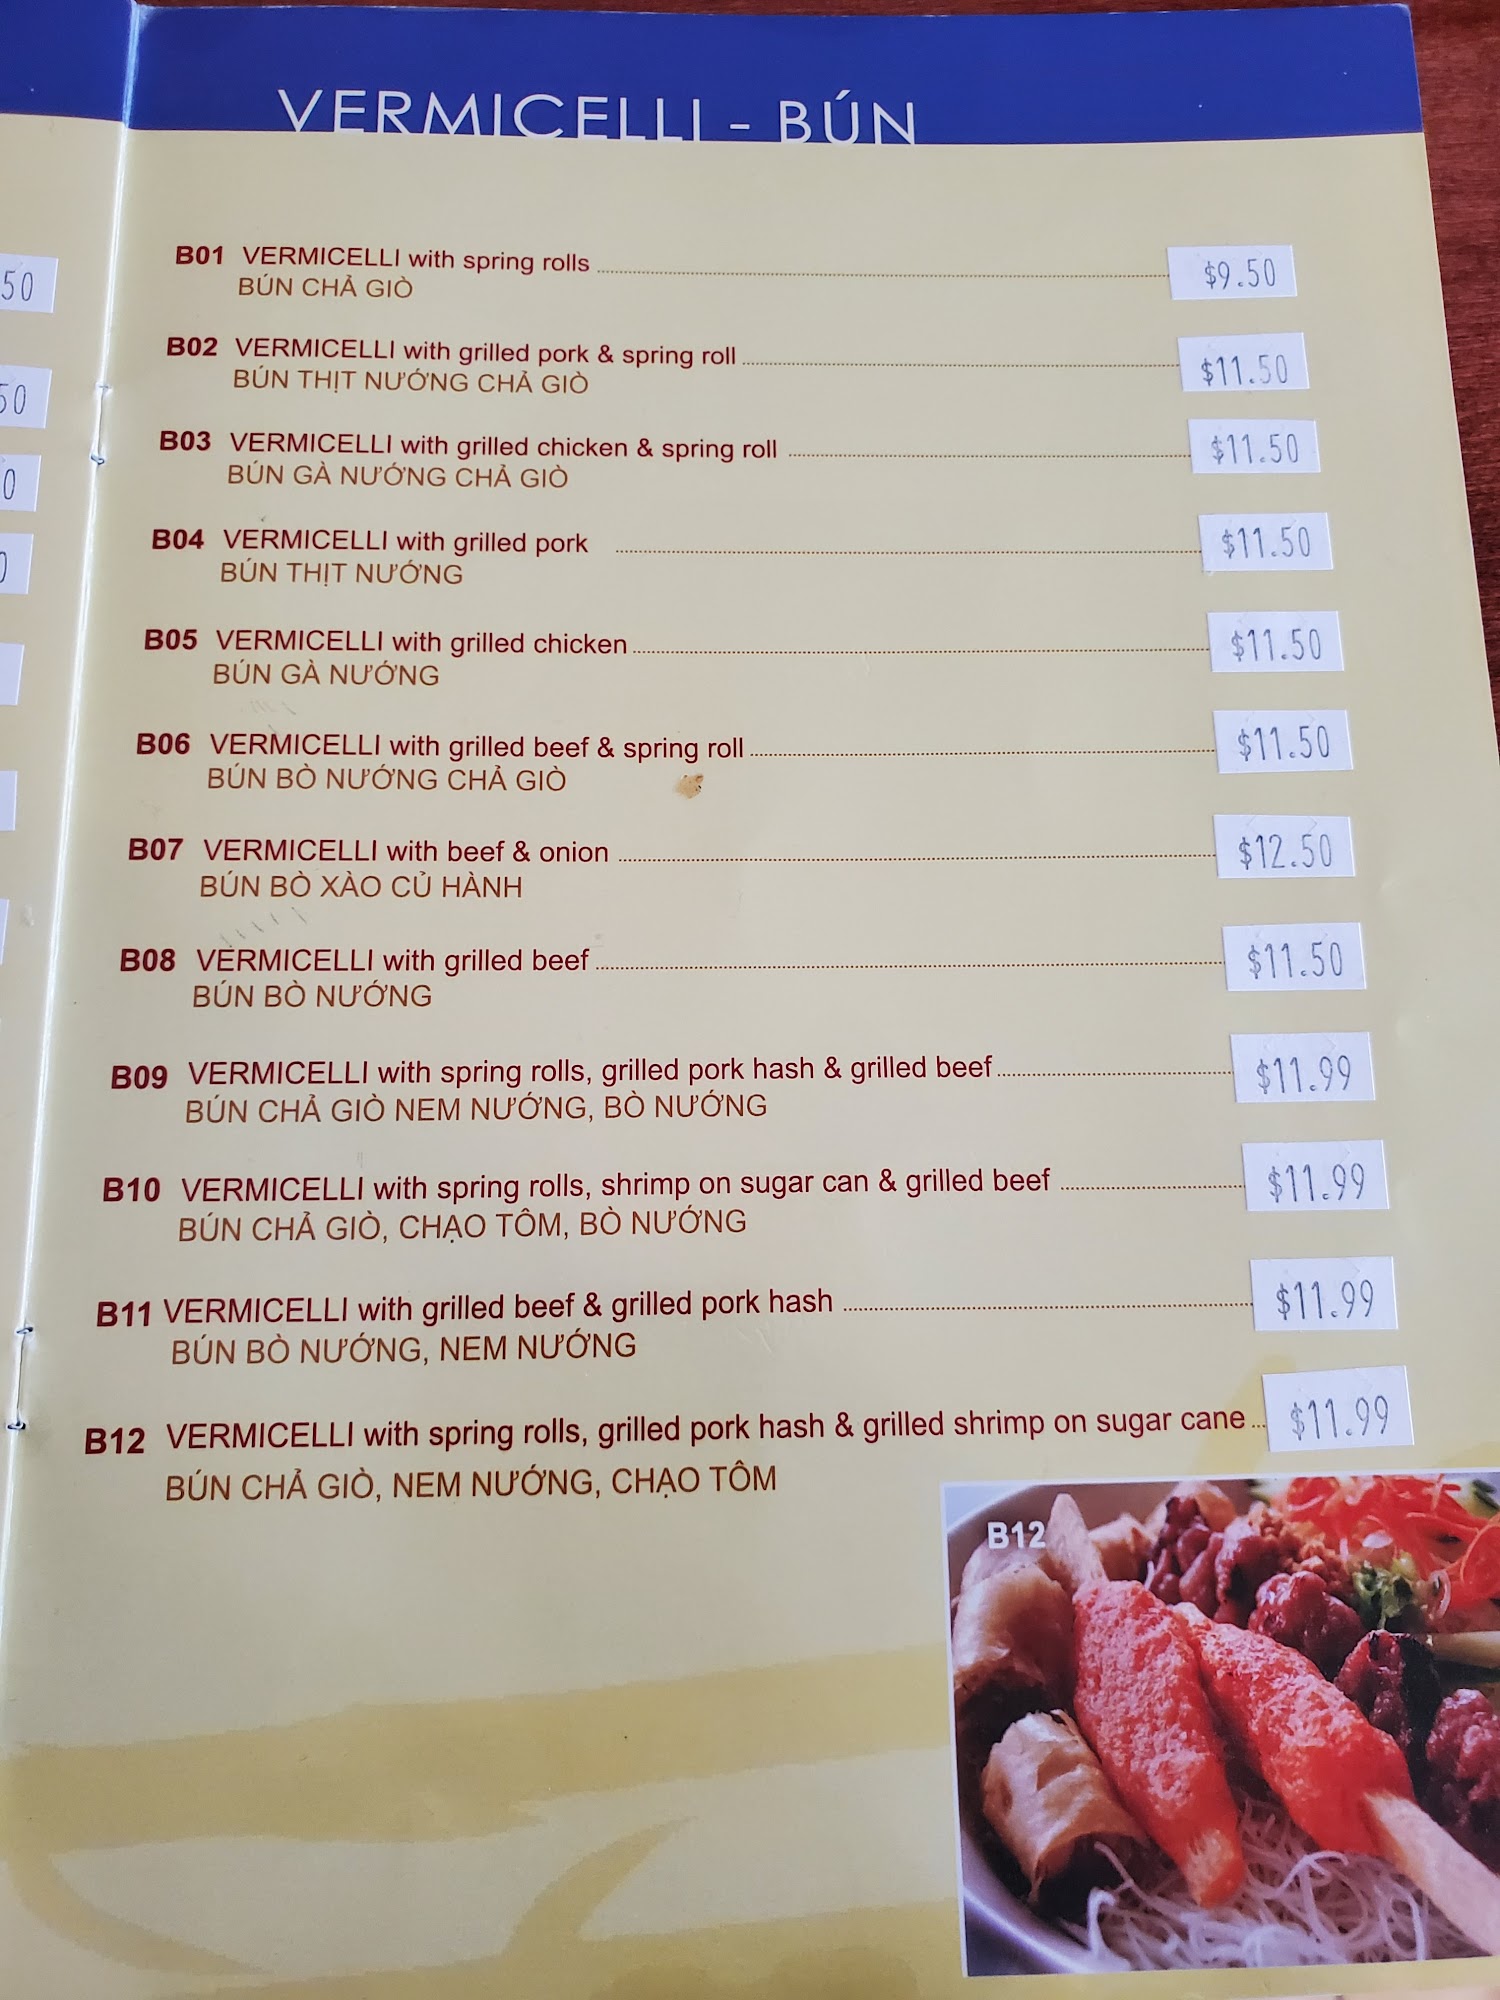 VERMICELLI - BÚN
B01 VERMICELLI with spring rolls $9.50
BÚN CHẢ GIÒ
B02 VERMICELLI with grilled pork & spring roll $11.50
BÚN THỊT NƯỚNG CHẢ GIÒ
B03 VERMICELLI with grilled chicken & spring roll $11.50
BÚN GÀ NƯỚNG CHẢ GIÒ
B04 VERMICELLI with grilled pork $11.50
BÚN THỊT NƯỚNG
B05 VERMICELLI with grilled chicken $11.50
BÚN GÀ NƯỚNG
B06 VERMICELLI with grilled beef & spring roll $11.50
BÚN BÒ NƯỚNG CHẢ GIÒ
B07 VERMICELLI with beef & onion $12.50
BÚN BÒ XÀO CỦ HÀNH
B08 VERMICELLI with grilled beef $11.50
BÚN BÒ NƯỚNG
B09 VERMICELLI with spring rolls, grilled pork hash & grilled beef $11.99
BÚN CHẢ GIÒ NEM NƯỚNG, BÒ NƯỚNG
B10 VERMICELLI with spring rolls, shrimp on sugar can & grilled beef $11.99
BÚN CHẢ GIÒ, CHẠO TÔM, BÒ NƯỚNG
B11 VERMICELLI with grilled beef & grilled pork hash $11.99
BÚN BÒ NƯỚNG, NEM NƯỚNG
B12 VERMICELLI with spring rolls, grilled pork hash & grilled shrimp on sugar cane $11.99
BÚN CHẢ GIÒ, NEM NƯỚNG, CHẠO TÔM
B12